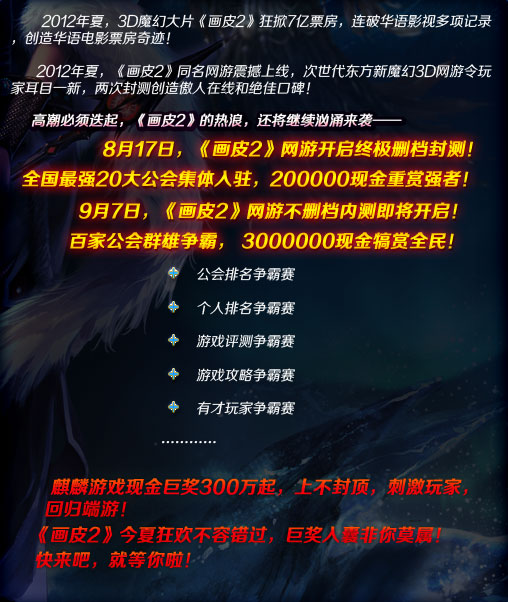 2012年夏，3D魔幻大片《画皮2》狂掀7亿票房，连破华语影视多项记录
，创造华语电影票房奇迹！
2012年夏，《画皮2》同名网游震撼上线，次世代东方新魔幻3D网游令玩
家耳目一新，两次封测创造傲人在线和绝佳口碑！
高潮必须迭起，《画皮2》的热浪，还将继续汹涌来袭——
8月17日，《画皮2》网游开启终极删档封测！
全国最强20大公会集体入驻，200000现金重赏强者！
9月7日，《画皮2》网游不删档内测即将开启！
百家公会群雄争霸， 3000000现金犒赏全民！
公会排名争霸赛
个人排名争霸赛
游戏评测争霸赛
游戏攻略争霸赛
有才玩家争霸赛
............
麒麟游戏现金巨奖300万起，上不封顶，刺激玩家，
回归端游！
《画皮2》今夏狂欢不容错过，巨奖入囊非你莫属！
快来吧，就等你啦！